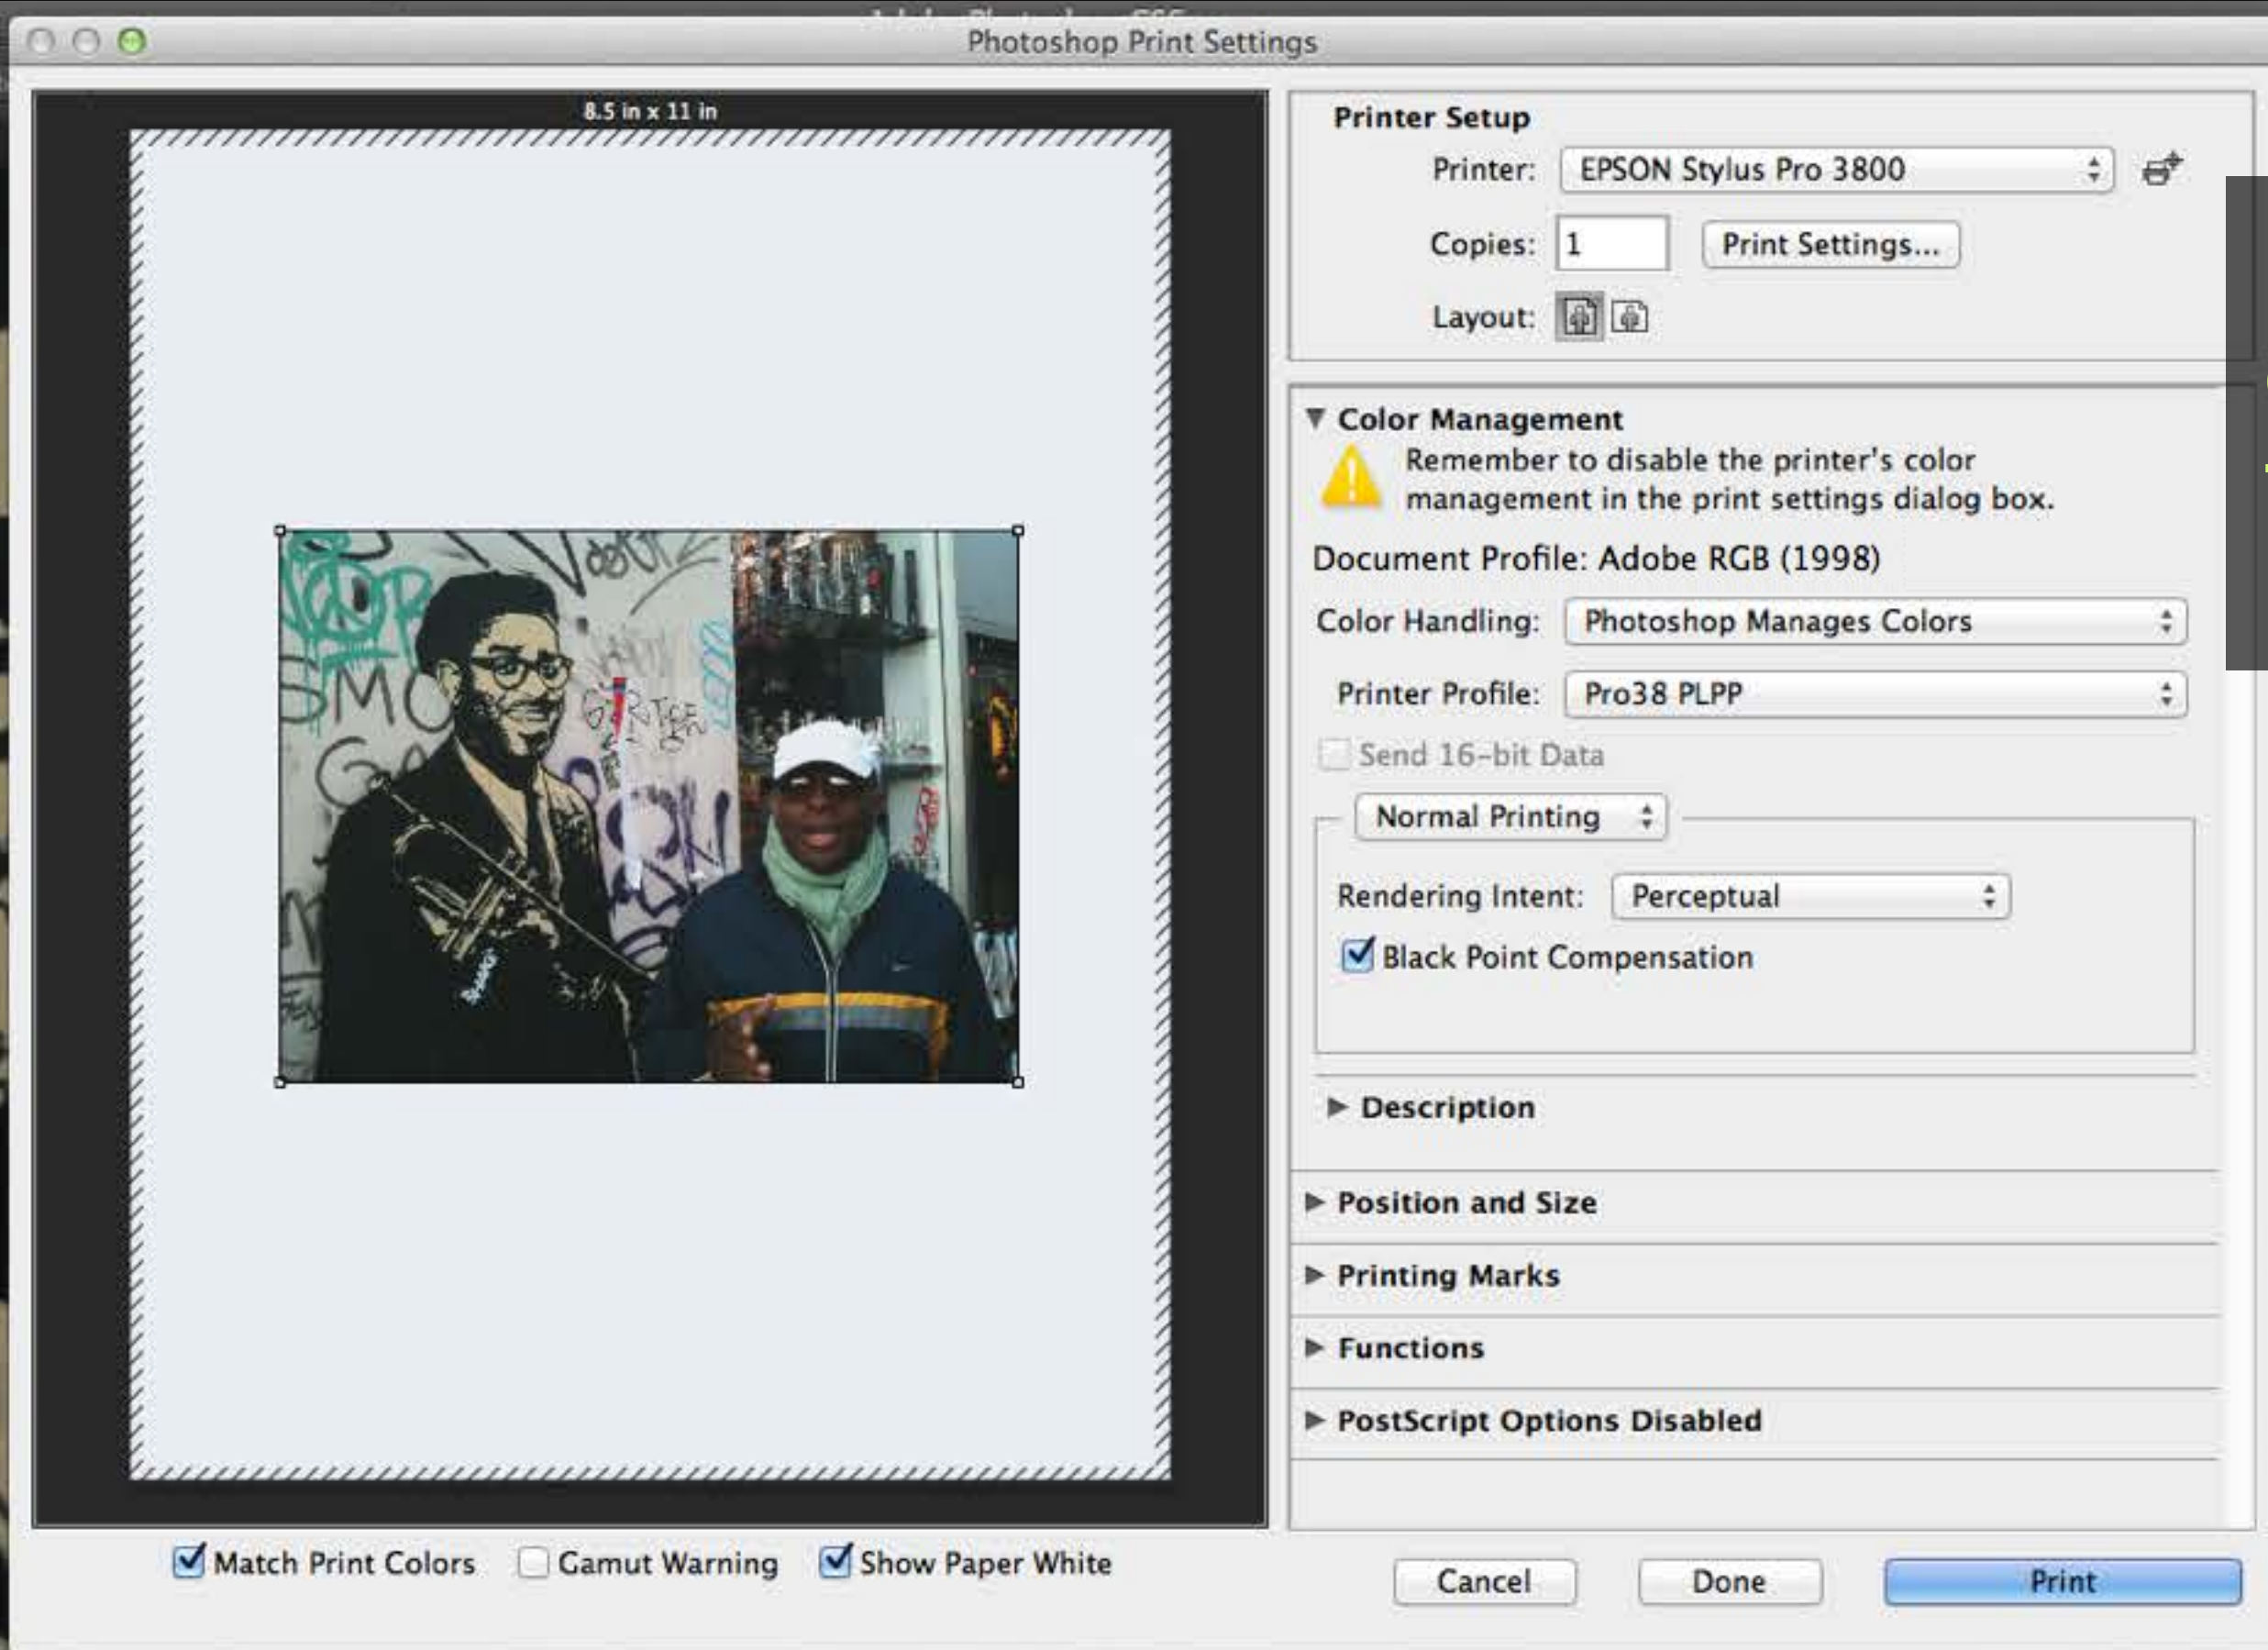 Photoshop Print Settings
8.5 in x 11 in
Printer Setup
Printer: EPSON Stylus Pro 3800
Copies: 1 Print Settings...
Layout:
Color Management
Remember to disable the printer's color
management in the print settings dialog box.
Document Profile: Adobe RGB (1998)
Color Handling: Photoshop Manages Colors
Printer Profile: Pro38 PLPP
Send 16-bit Data
Normal Printing
Rendering Intent: Perceptual
Black Point Compensation
Description
Position and Size
Printing Marks
Functions
PostScript Options Disabled
Match Print Colors Gamut Warning Show Paper White
Cancel Done Print